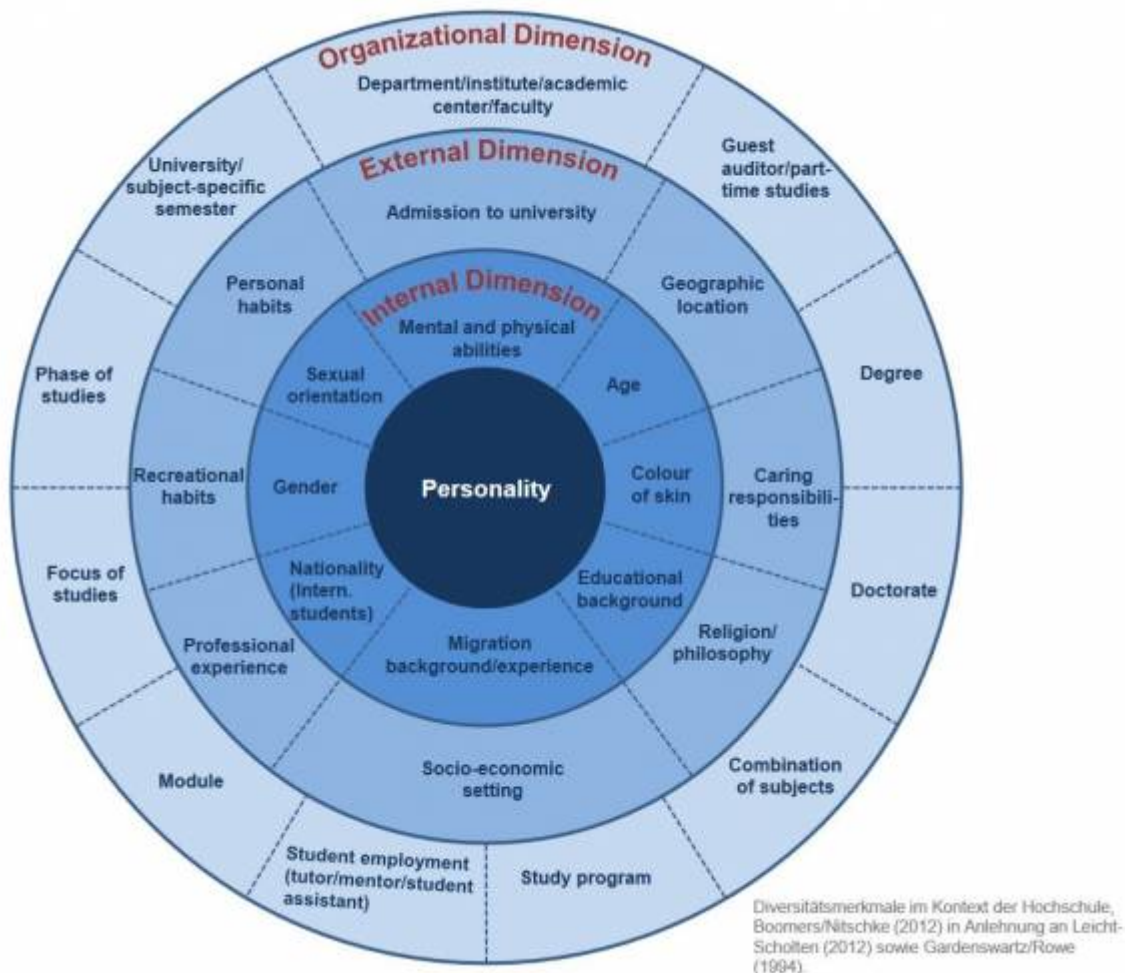 Organizational Dimension
Department/institute/academic
center/faculty
Guest
auditor/part-
time studies
Degree
Doctorate
Combination
of subjects
Study program
Student employment
(tutor/mentor/student
assistant)
Module
Focus of
studies
Phase of
studies
University/
subject-specific
semester
External Dimension
Admission to university
Geographic
location
Caring
responsibili-
ties
Religion/
philosophy
Socio-economic
setting
Professional
experience
Recreational
habits
Personal
habits
Internal Dimension
Mental and physical
abilities
Age
Colour
of skin
Educational
background
Migration
background/experience
Nationality
(Intern.
students)
Gender
Sexual
orientation
Personality
Diversitätsmerkmale im Kontext der Hochschule,
Boomers/Nitschke (2012) in Anlehnung an Leicht-
Scholten (2012) sowie Gardenswartz/Rowe
(1994).